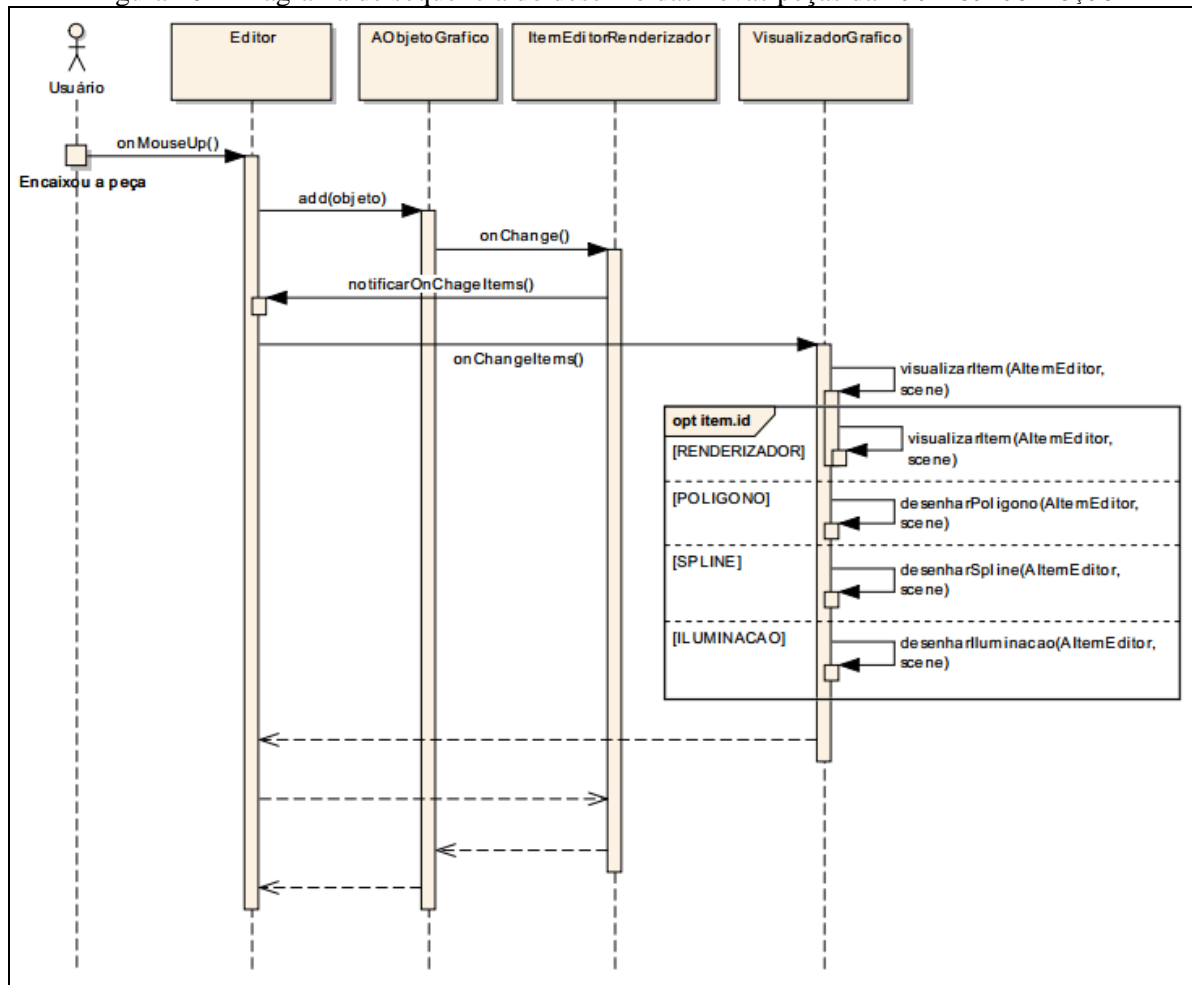 Editor
AObjetoGrafico
ItemEditorRenderizador
VisualizadorGrafico
Usuário
onMouseUp()
Encaixou a peça
add(objeto)
onChange()
notificarOnChageItems()
onChangeItems()
visualizarItem(AItemEditor,
scene)
opt item.id
[RENDERIZADOR]
visualizarItem(AItemEditor,
scene)
[POLIGONO]
desenharPoligono(AItemEditor,
scene)
[SPLINE]
desenharSpline(AItemEditor,
scene)
[ILUMINACAO]
desenharIluminacao(AItemEditor,
scene)